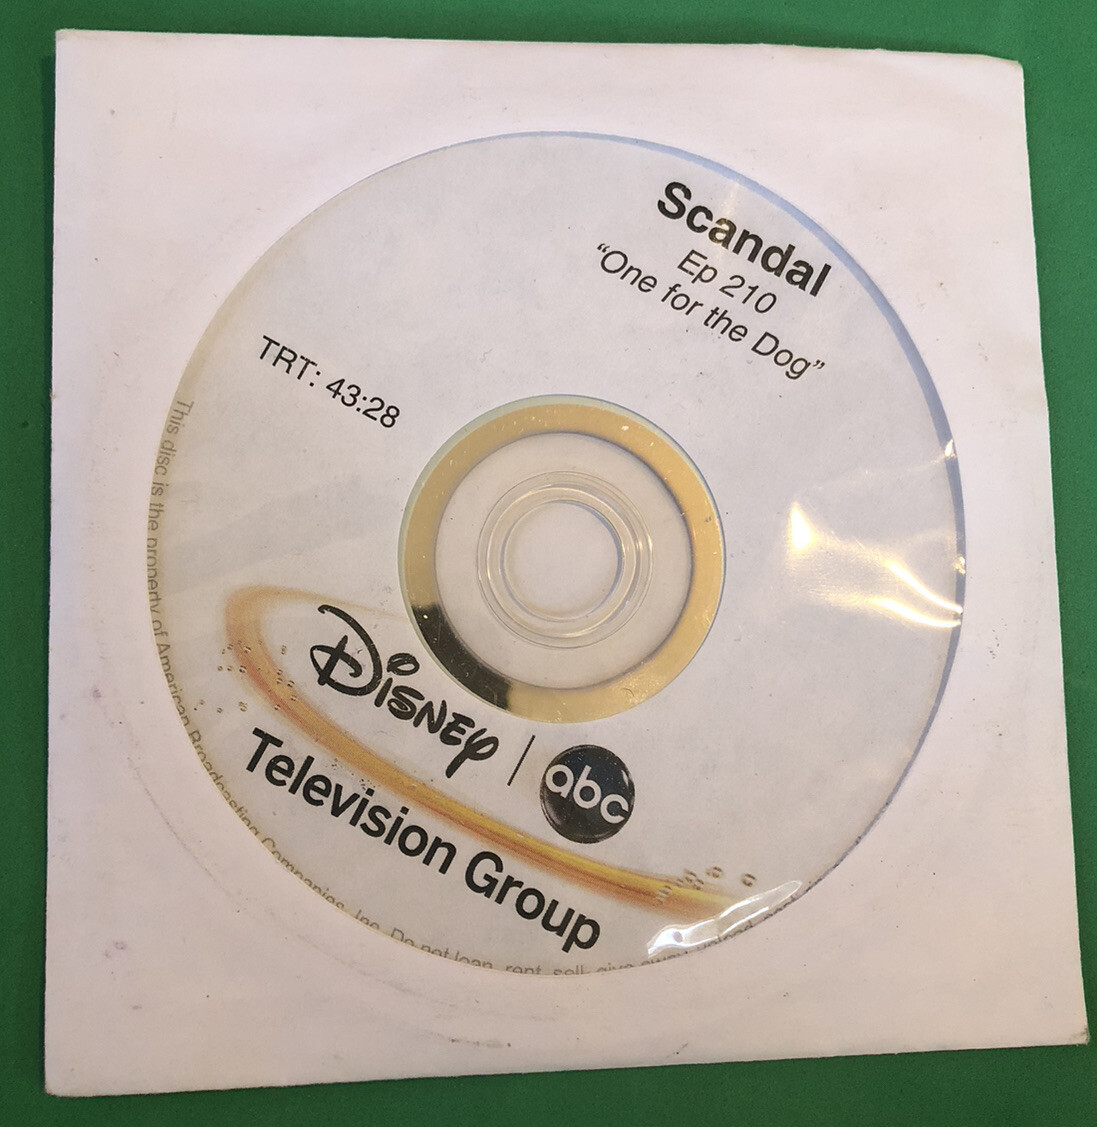 Scandal
Ep 210
“One for the Dog”
TRT: 43:28
Disney | abc
Television Group
This disc is the property of American Broadcasting Companies, Inc. Do not loan, rent, sell, give away, upload,